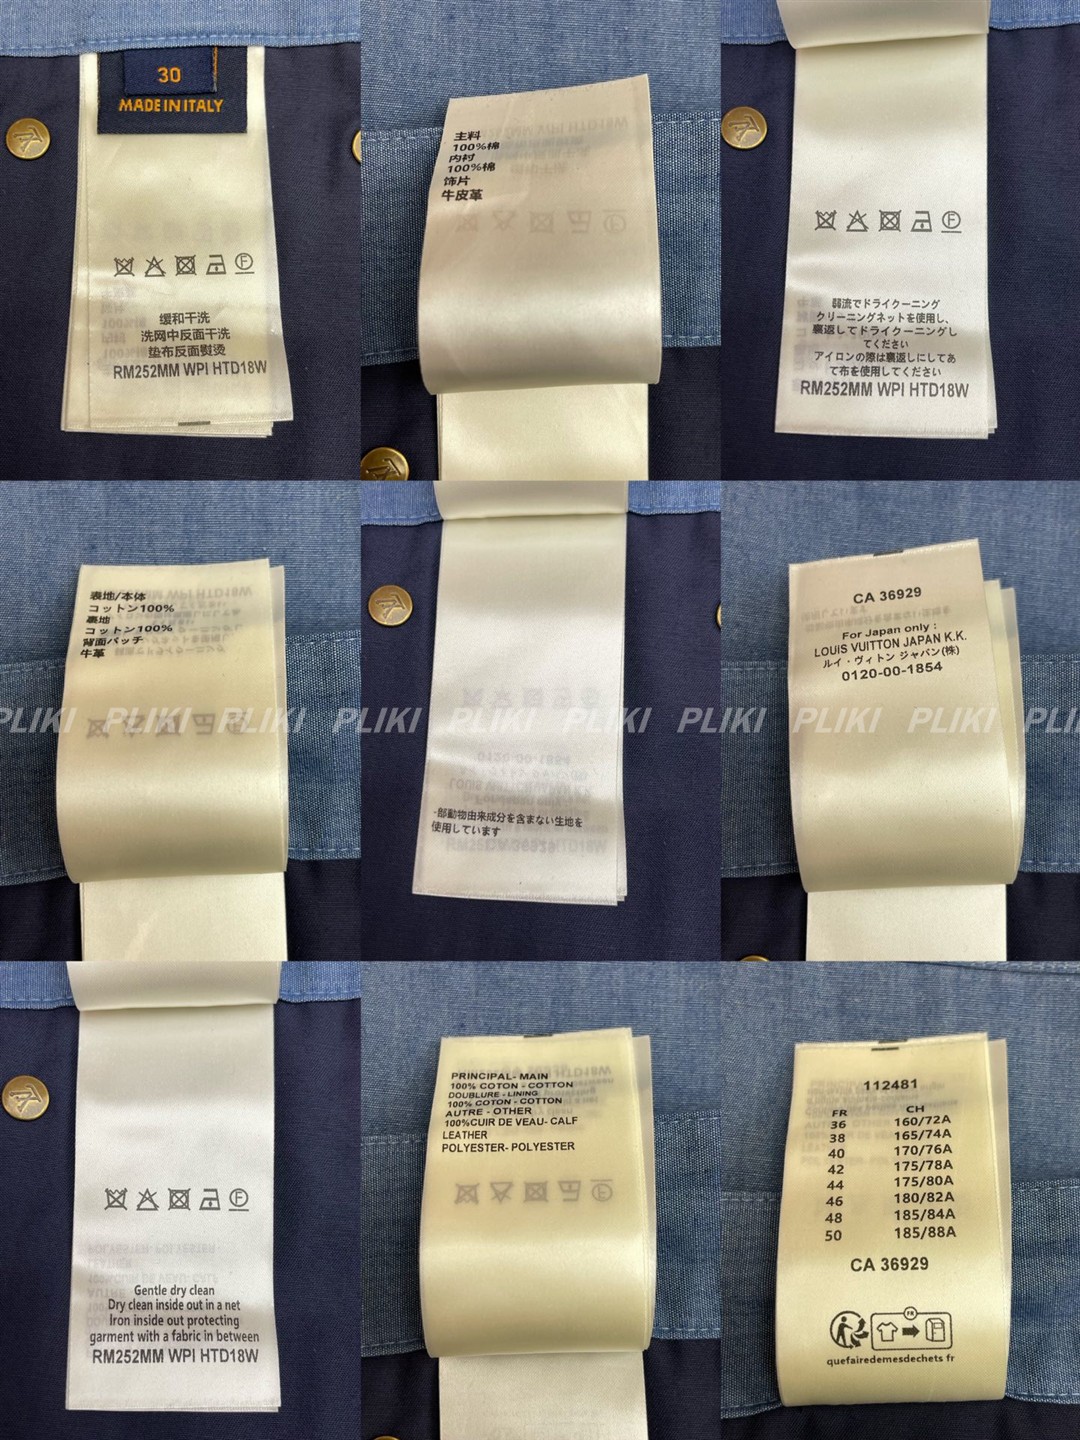 30
MADE IN ITALY
缓和干洗
洗网中反面干洗
垫布反面熨烫
RM252MM WPI HTD18W
主料
100%棉
内衬
100%棉
饰片
牛皮革
弱流でドライクーニング
クリーニングネットを使用し、
裏返してドライクーニングし
てください
アイロンの際は裏返しにしてあ
て布を使用してください
RM252MM WPI HTD18W
表地/本体
コットン100%
裏地
コットン100%
背面パッチ
牛革
-部動物由来成分を含まない生地を
使用しています
CA 36929
For Japan only :
LOUIS VUITTON JAPAN K.K.
ルイ・ヴィトン ジャパン(株)
0120-00-1854
PLIKI PLIKI PLIKI PLIKI PLIKI PLIKI PLIKI PLIKI PLIKI
Gentle dry clean
Dry clean inside out in a net
Iron inside out protecting
garment with a fabric in between
RM252MM WPI HTD18W
PRINCIPAL- MAIN
100% COTON - COTTON
DOUBLURE - LINING
100% COTON - COTTON
AUTRE - OTHER
100%CUIR DE VEAU- CALF
LEATHER
POLYESTER- POLYESTER
112481
FR CH
36 160/72A
38 165/74A
40 170/76A
42 175/78A
44 175/80A
46 180/82A
48 185/84A
50 185/88A
CA 36929
FR
quefairedemesdechets fr